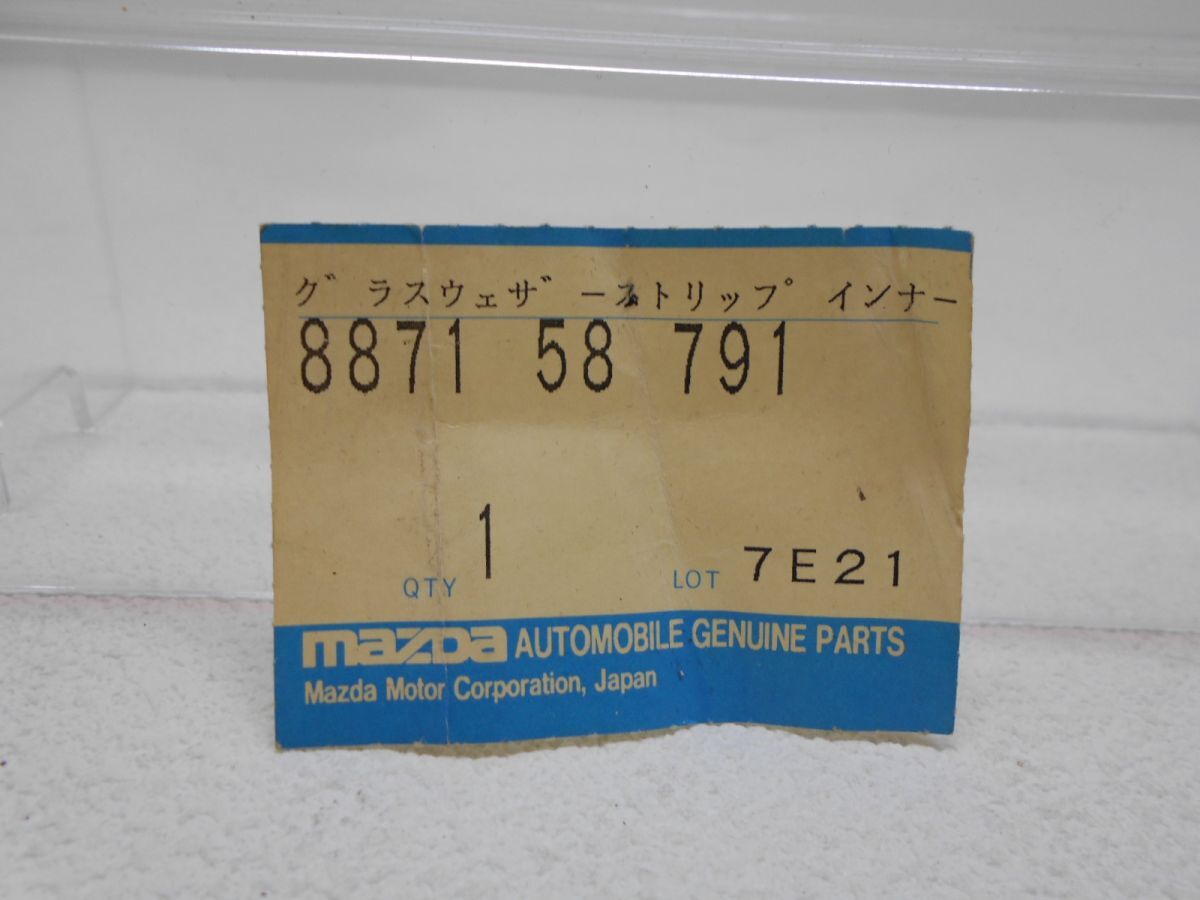 グラスウェザーストリップ インナー
8871 58 791
QTY 1 LOT 7E21
mazda AUTOMOBILE GENUINE PARTS
Mazda Motor Corporation, Japan